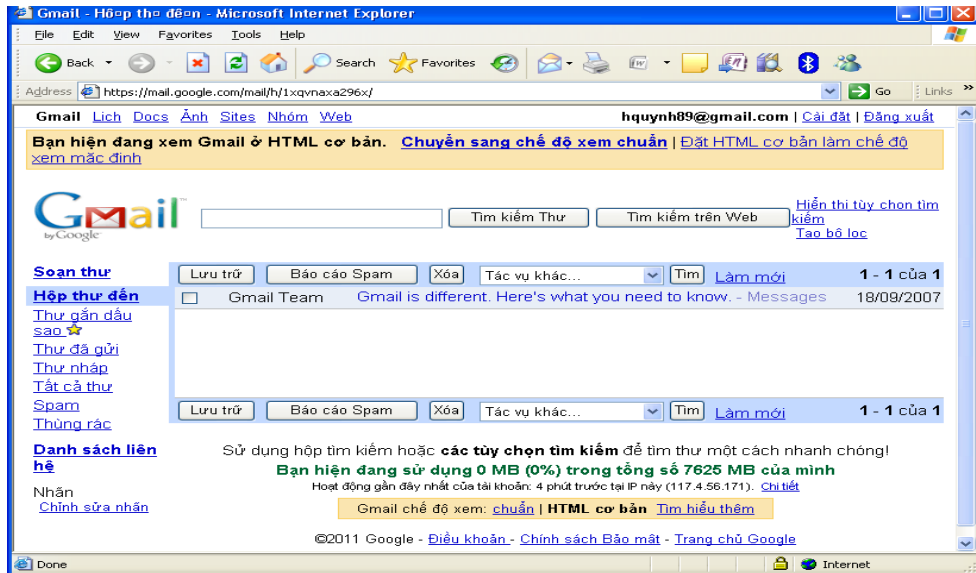 Gmail - Hô¤p th¤ đê¤n - Microsoft Internet Explorer
File Edit View Favorites Tools Help
Back Search Favorites
Address https://mail.google.com/mail/h/1xqvnaxa296x/ Go Links »
Gmail Lịch Docs Ảnh Sites Nhóm Web hquynh89@gmail.com | Cài đặt | Đăng xuất
Bạn hiện đang xem Gmail ở HTML cơ bản. Chuyển sang chế độ xem chuẩn | Đặt HTML cơ bản làm chế độ
xem mặc định
Gmail
by Google
Tìm kiếm Thư Tìm kiếm trên Web
Hiển thị tùy chọn tìm
kiếm
Tạo bộ lọc
Soạn thư
Lưu trữ Báo cáo Spam Xóa Tác vụ khác... Tìm Làm mới 1 - 1 của 1
Hộp thư đến
Gmail Team Gmail is different. Here's what you need to know. - Messages 18/09/2007
Thư gắn dấu
sao
Thư đã gửi
Thư nháp
Tất cả thư
Spam
Thùng rác
Lưu trữ Báo cáo Spam Xóa Tác vụ khác... Tìm Làm mới 1 - 1 của 1
Danh sách liên
hệ
Nhãn
Chỉnh sửa nhãn
Sử dụng hộp tìm kiếm hoặc các tùy chọn tìm kiếm để tìm thư một cách nhanh chóng!
Bạn hiện đang sử dụng 0 MB (0%) trong tổng số 7625 MB của mình
Hoạt động gần đây nhất của tài khoản: 4 phút trước tại IP này (117.4.56.171). Chi tiết
Gmail chế độ xem: chuẩn | HTML cơ bản Tìm hiểu thêm
©2011 Google - Điều khoản - Chính sách Bảo mật - Trang chủ Google
Done Internet